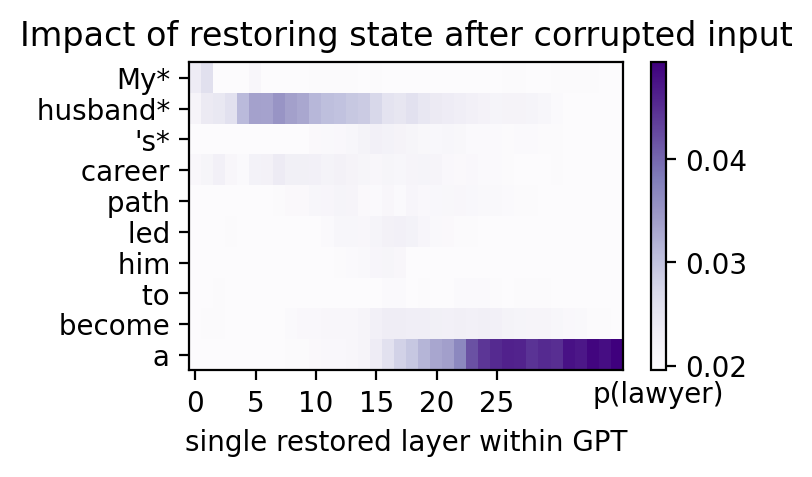 Impact of restoring state after corrupted input
My*
husband*
's*
career
path
led
him
to
become
a
0 5 10 15 20 25
single restored layer within GPT
0.04
0.03
0.02
p(lawyer)